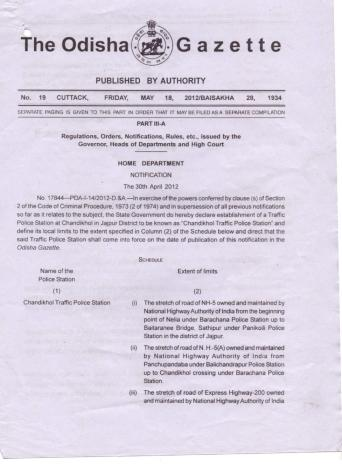 The Odisha Gazette
PUBLISHED BY AUTHORITY
No. 19 CUTTACK, FRIDAY, MAY 18, 2012/BAISAKHA 28, 1934
SEPARATE PAGING IS GIVEN TO THIS PART IN ORDER THAT IT MAY BE FILED AS A SEPARATE COMPILATION
PART III-A
Regulations, Orders, Notifications, Rules, etc., issued by the
Governor, Heads of Departments and High Court
HOME DEPARTMENT
NOTIFICATION
The 30th April 2012
No. 17844—PDA-I-14/2012-D.&A.—In exercise of the powers conferred by clause (s) of Section
2 of the Code of Criminal Procedure, 1973 (2 of 1974) and in supersession of all previous notifications
so far as it relates to the subject, the State Government do hereby declare establishment of a Traffic
Police Station at Chandikhol in Jajpur District to be known as "Chandikhol Traffic Police Station" and
define its local limits to the extent specified in Column (2) of the Schedule below and direct that the
said Traffic Police Station shall come into force on the date of publication of this notification in the
Odisha Gazette.
SCHEDULE
Name of the Police Station
Extent of limits
(1)
(2)
Chandikhol Traffic Police Station
(i) The stretch of road of NH-5 owned and maintained by
National Highway Authority of India from the beginning
point of Nelia under Barachana Police Station up to
Baitaranee Bridge, Sathipur under Panikoili Police
Station in the district of Jajpur.
(ii) The stretch of road of N. H.-5(A) owned and maintained
by National Highway Authority of India from
Panchupandaba under Balichandrapur Police Station
up to Chandikhol crossing under Barachana Police
Station.
(iii) The stretch of road of Express Highway-200 owned
and maintained by National Highway Authority of India